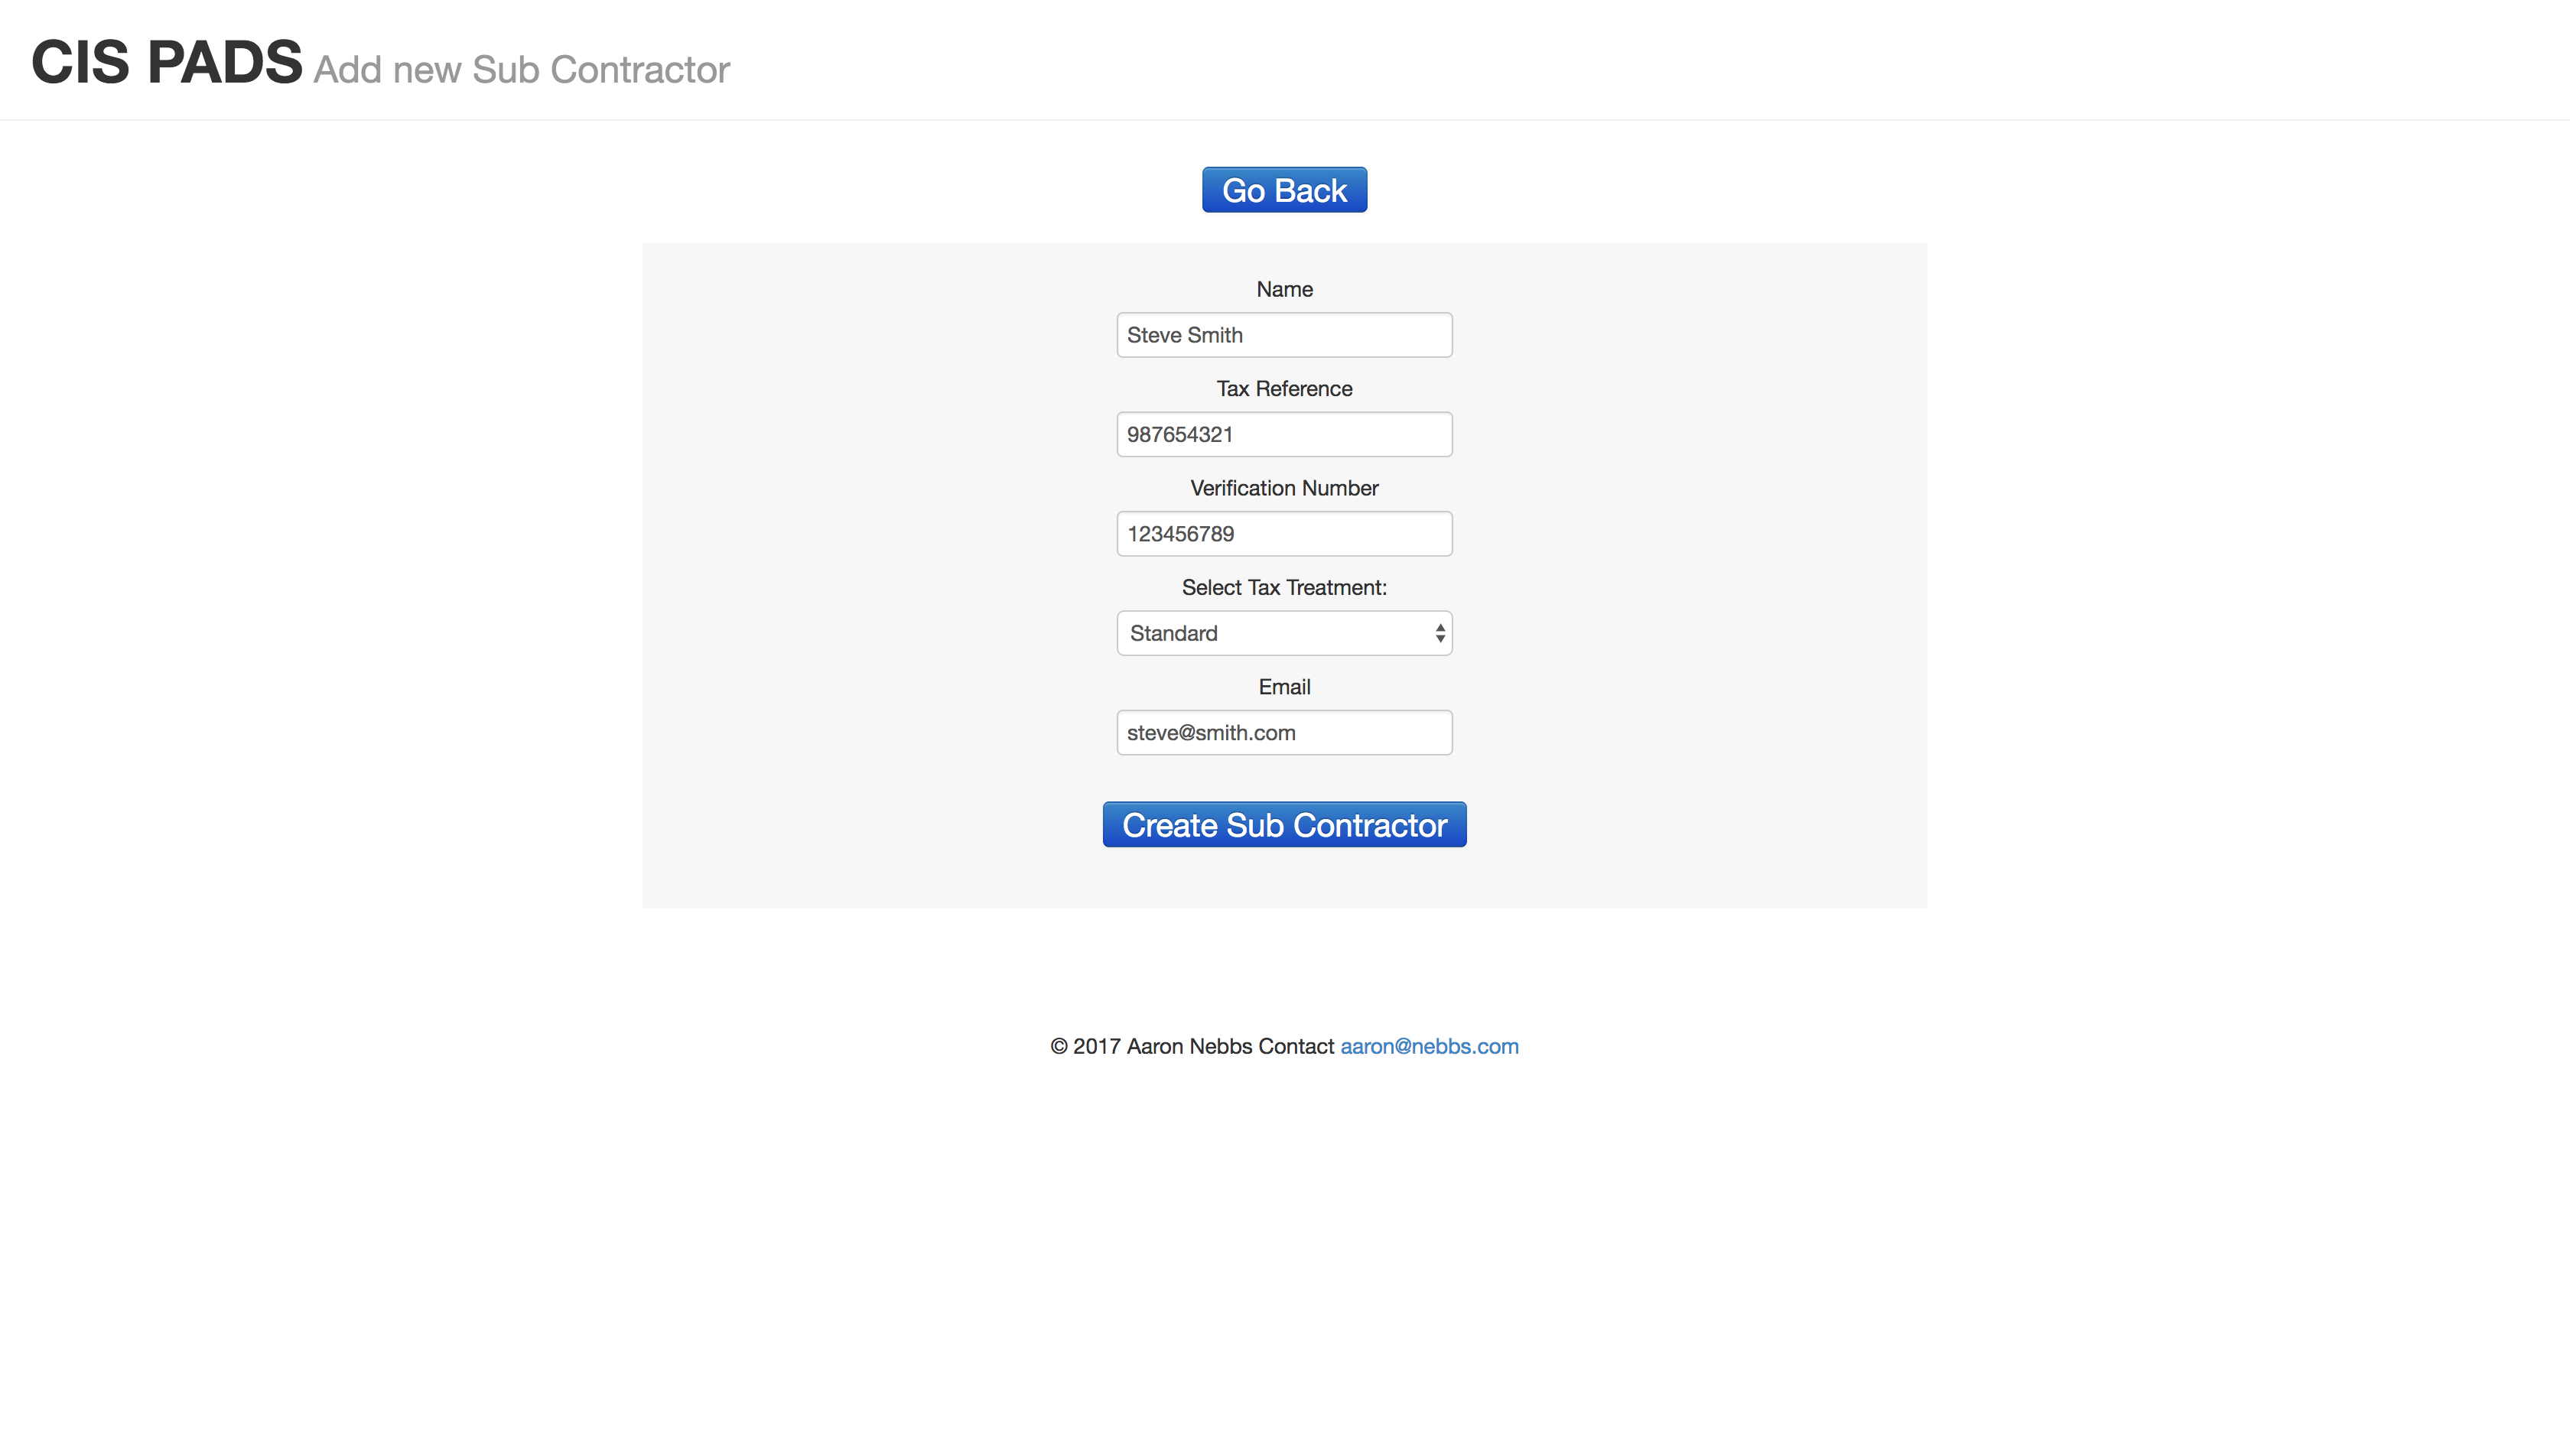 CIS PADS Add new Sub Contractor
Go Back
Name
Steve Smith
Tax Reference
987654321
Verification Number
123456789
Select Tax Treatment:
Standard
Email
steve@smith.com
Create Sub Contractor
© 2017 Aaron Nebbs Contact aaron@nebbs.com